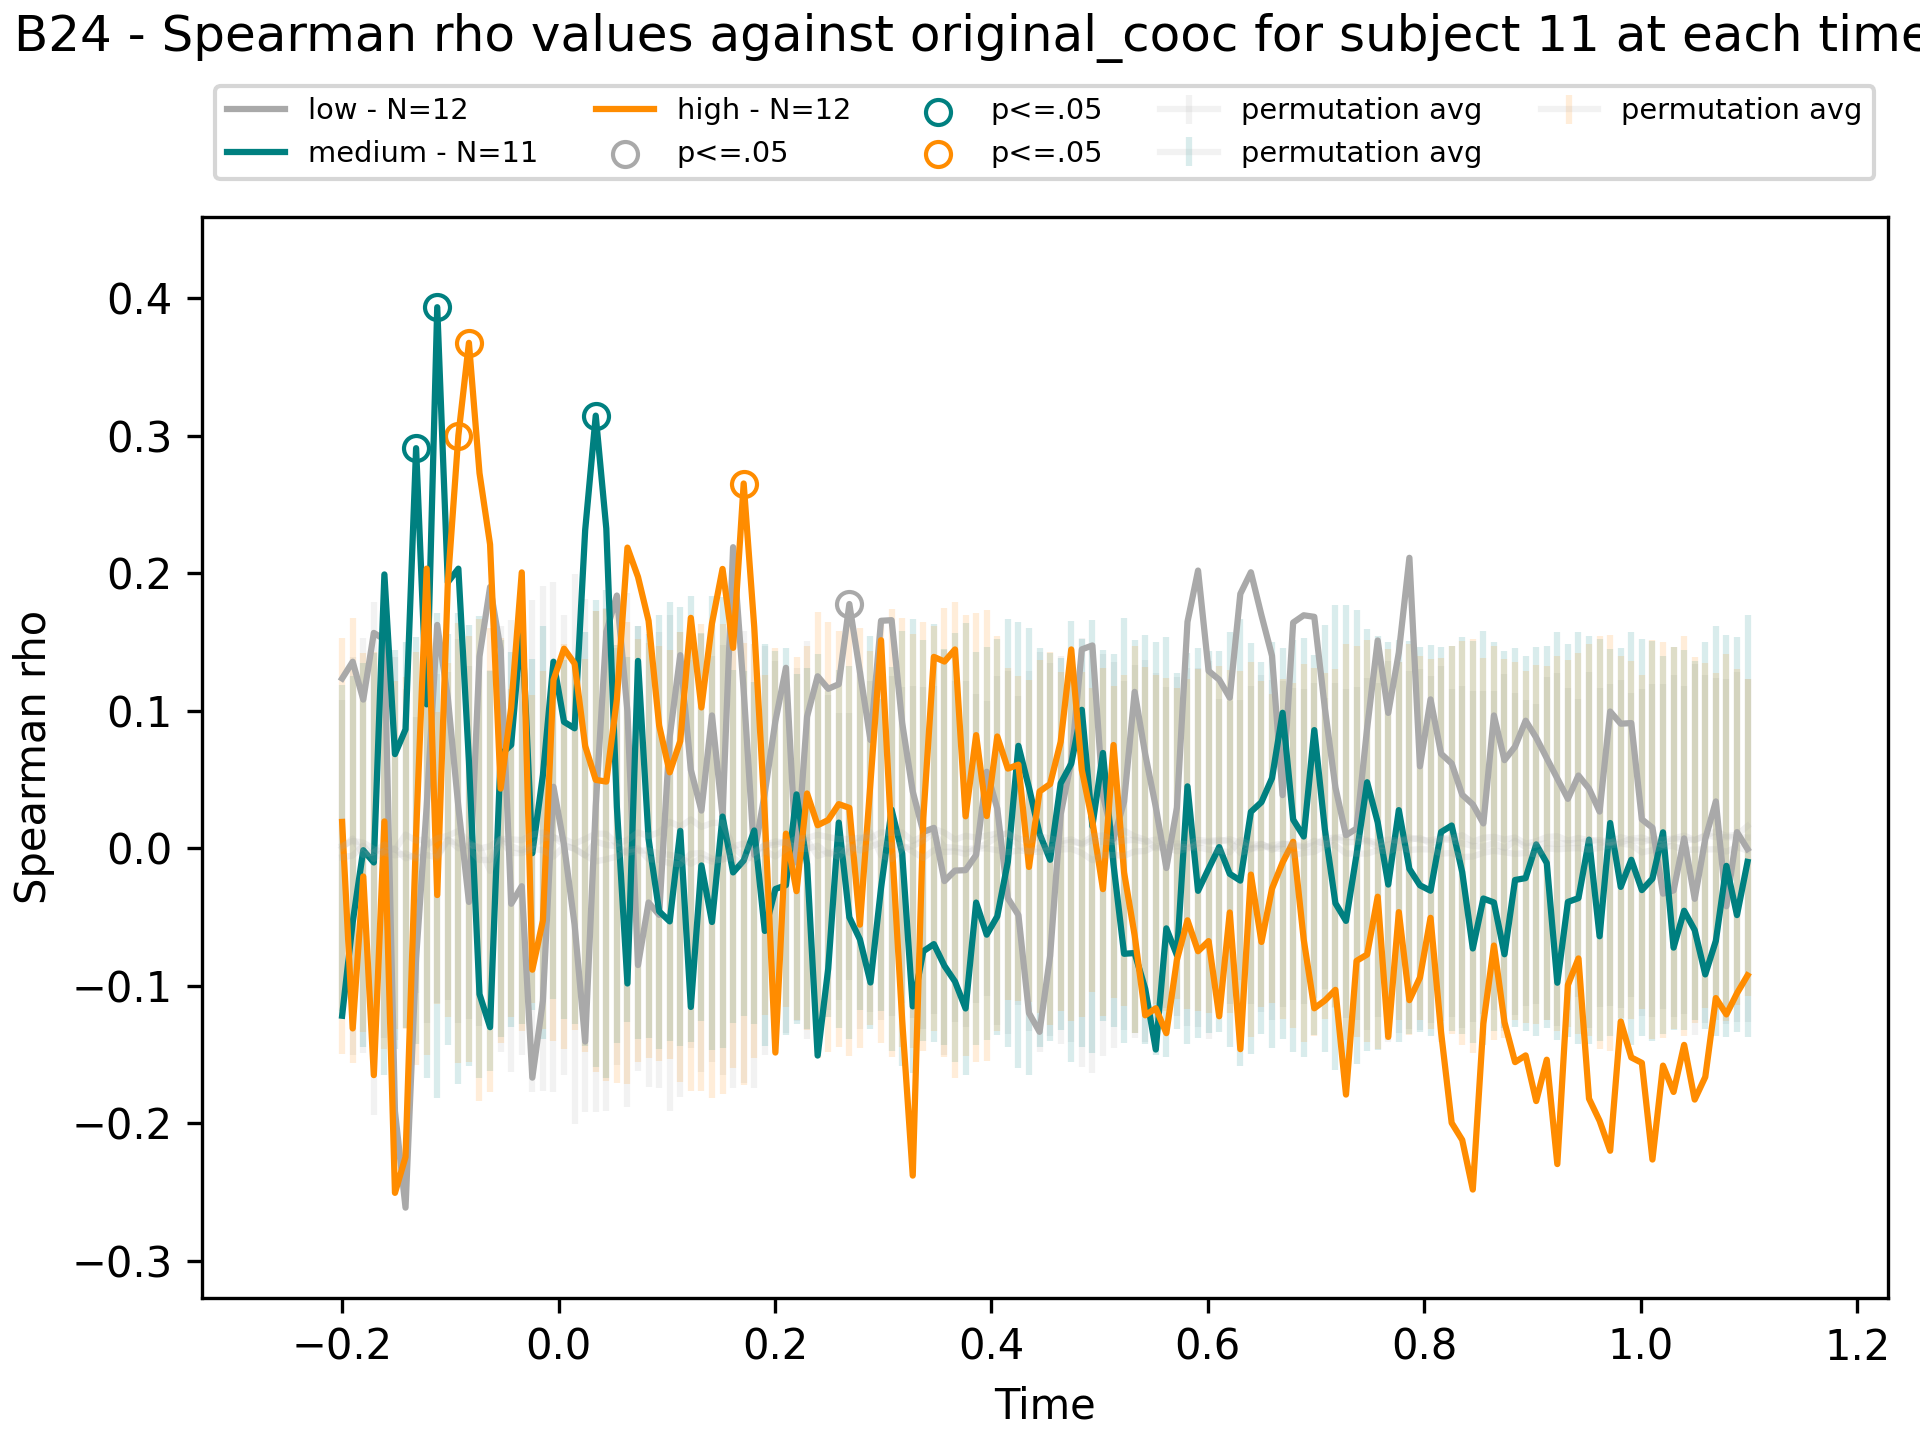 B24 - Spearman rho values against original_cooc for subject 11 at each time
low - N=12
medium - N=11
high - N=12
p<=.05
p<=.05
p<=.05
permutation avg
permutation avg
permutation avg
Spearman rho
0.4
0.3
0.2
0.1
0.0
−0.1
−0.2
−0.3
−0.2 0.0 0.2 0.4 0.6 0.8 1.0 1.2
Time